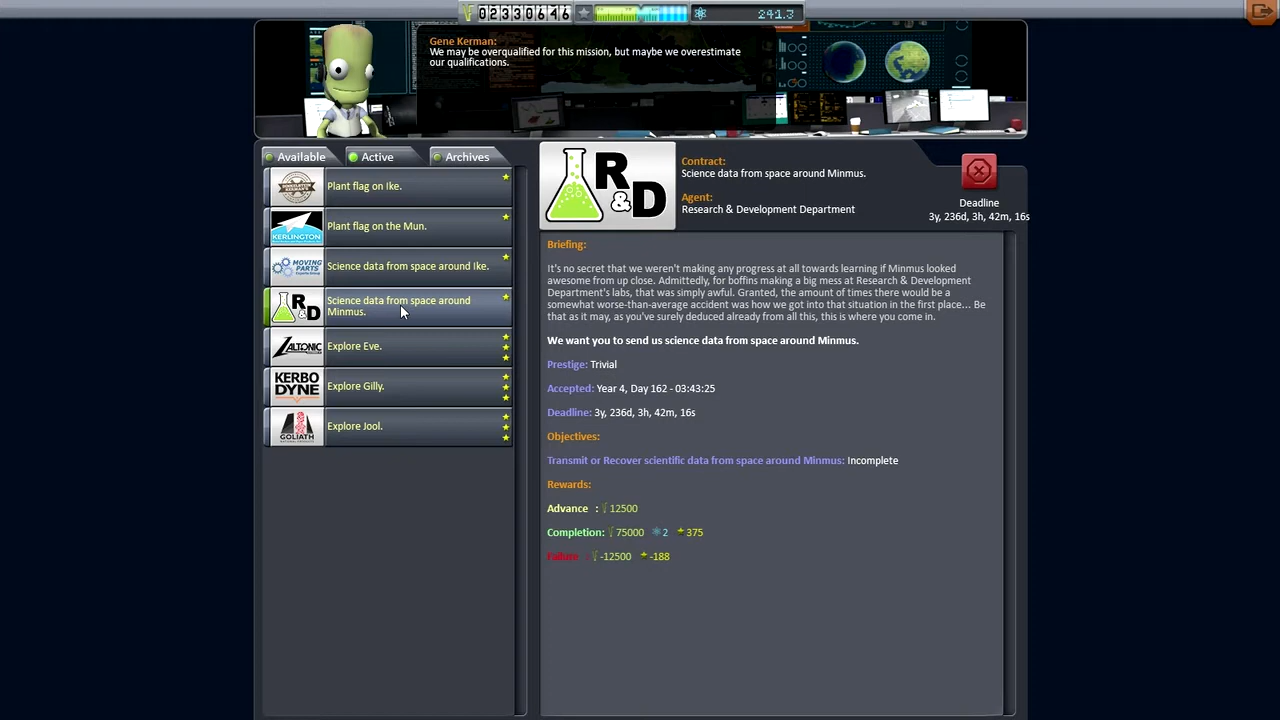 02330646
241.3
Gene Kerman:
We may be overqualified for this mission, but maybe we overestimate
our qualifications.
Available
Active
Archives
Plant flag on Ike.
KERLINGTON
Plant flag on the Mun.
MOVING
PARTS
Science data from space around Ike.
R&D
Science data from space around
Minmus.
Explore Eve.
KERBO
DYNE
Explore Gilly.
GOLIATH
Explore Jool.
R&D
Contract:
Science data from space around Minmus.
Agent:
Research & Development Department
Deadline
3y, 236d, 3h, 42m, 16s
Briefing:
It's no secret that we weren't making any progress at all towards learning if Minmus looked
awesome from up close. Admittedly, for boffins making a big mess at Research & Development
Department's labs, that was simply awful. Granted, the amount of times there would be a
somewhat worse-than-average accident was how we got into that situation in the first place... Be
that as it may, as you've surely deduced already from all this, this is where you come in.
We want you to send us science data from space around Minmus.
Prestige: Trivial
Accepted: Year 4, Day 162 - 03:43:25
Deadline: 3y, 236d, 3h, 42m, 16s
Objectives:
Transmit or Recover scientific data from space around Minmus: Incomplete
Rewards:
Advance : 12500
Completion: 75000 2 375
Failure : -12500 -188